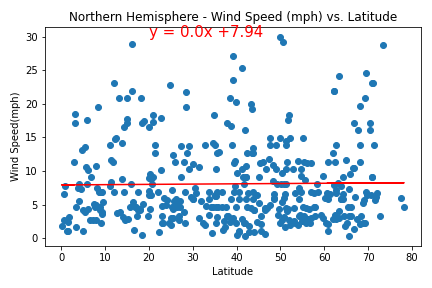 Northern Hemisphere - Wind Speed (mph) vs. Latitude
y = 0.0x +7.94
Wind Speed(mph)
30
25
20
15
10
5
0
0 10 20 30 40 50 60 70 80
Latitude